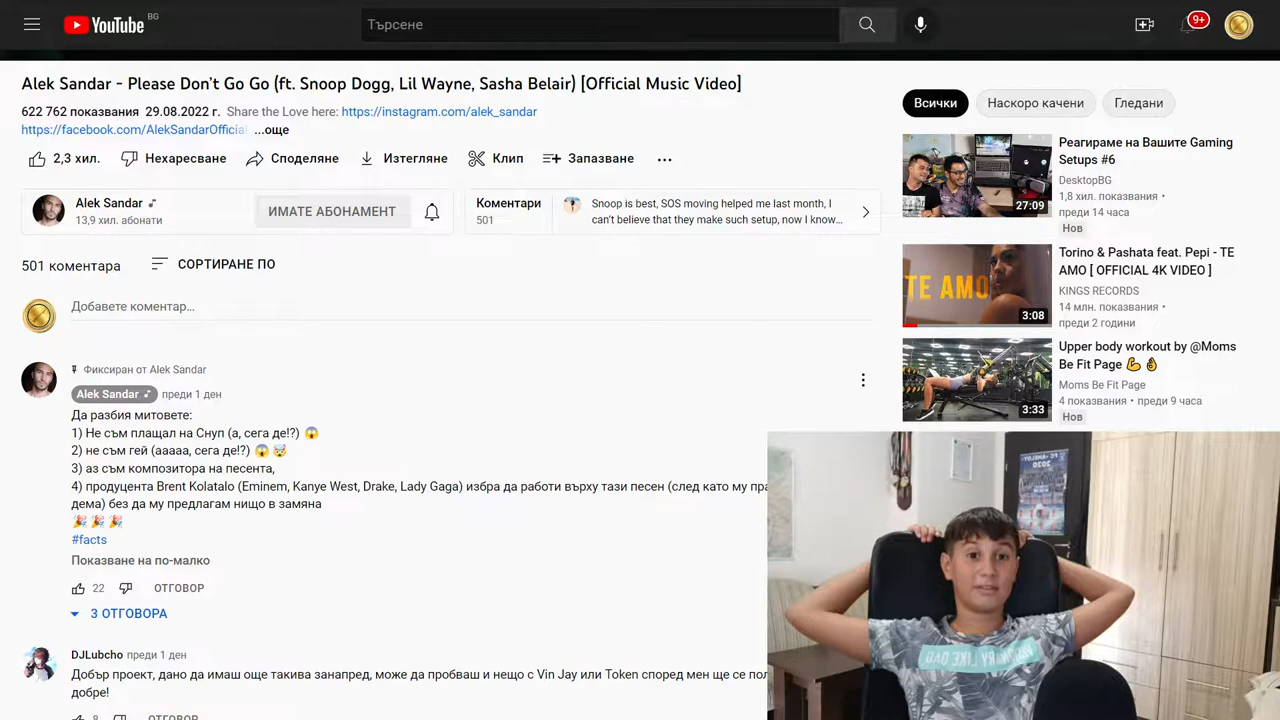 YouTube BG
Търсене
9+
Alek Sandar - Please Don't Go Go (ft. Snoop Dogg, Lil Wayne, Sasha Belair) [Official Music Video]
622 762 показвания 29.08.2022 г. Share the Love here: https://instagram.com/alek_sandar
https://facebook.com/AlekSandarOfficial ...още
2,3 хил. Нехаресване Споделяне Изтегляне Клип Запазване
Alek Sandar
13,9 хил. абонати
ИМАТЕ АБОНАМЕНТ
Коментари
501
Snoop is best, SOS moving helped me last month, I
can't believe that they make such setup, now I know...
501 коментара СОРТИРАНЕ ПО
Добавете коментар...
Фиксиран от Alek Sandar
Alek Sandar преди 1 ден
Да разбия митовете:
1) Не съм плащал на Снуп (а, сега де!?) 😱
2) не съм гей (ааааа, сега де!?) 😱 🤯
3) аз съм композитора на песента,
4) продуцента Brent Kolatalo (Eminem, Kanye West, Drake, Lady Gaga) избра да работи върху тази песен (след като му пра
дема) без да му предлагам нищо в замяна
🎉 🎉 🎉
#facts
Показване на по-малко
22 ОТГОВОР
3 ОТГОВОРА
DJLubcho преди 1 ден
Добър проект, дано да имаш още такива занапред, може да пробваш и нещо с Vin Jay или Token според мен ще се пол
добре!
8 ОТГОВОР
Всички Наскоро качени Гледани
27:09
Реагираме на Вашите Gaming
Setups #6
DesktopBG
1,8 хил. показвания •
преди 14 часа
Нов
TE AMO
3:08
Torino & Pashata feat. Pepi - TE
AMO [ OFFICIAL 4K VIDEO ]
KINGS RECORDS
14 млн. показвания •
преди 2 години
3:33
Upper body workout by @Moms
Be Fit Page 💪 👌
Moms Be Fit Page
4 показвания • преди 9 часа
Нов
2020